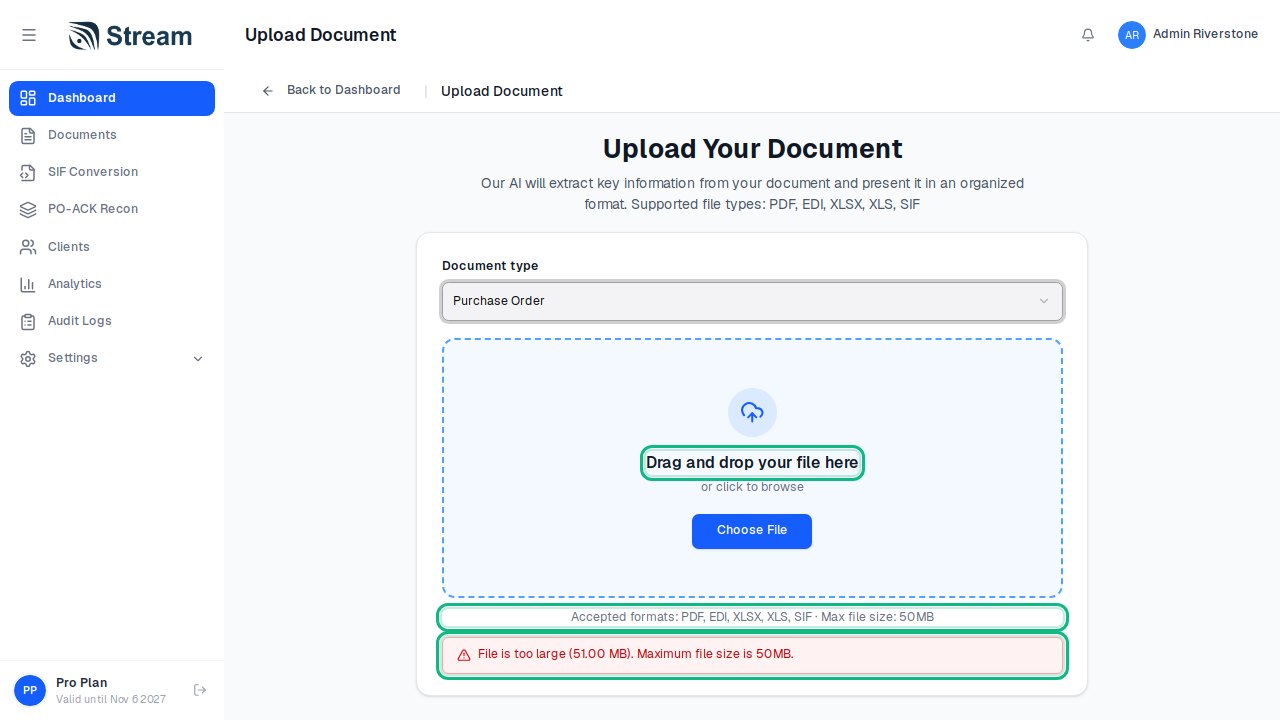 Stream
Upload Document
AR
Admin Riverstone
Dashboard
Documents
SIF Conversion
PO-ACK Recon
Clients
Analytics
Audit Logs
Settings
PP
Pro Plan
Valid until Nov 6 2027
Back to Dashboard
Upload Document
Upload Your Document
Our AI will extract key information from your document and present it in an organized
format. Supported file types: PDF, EDI, XLSX, XLS, SIF
Document type
Purchase Order
Drag and drop your file here
or click to browse
Choose File
Accepted formats: PDF, EDI, XLSX, XLS, SIF · Max file size: 50MB
File is too large (51.00 MB). Maximum file size is 50MB.